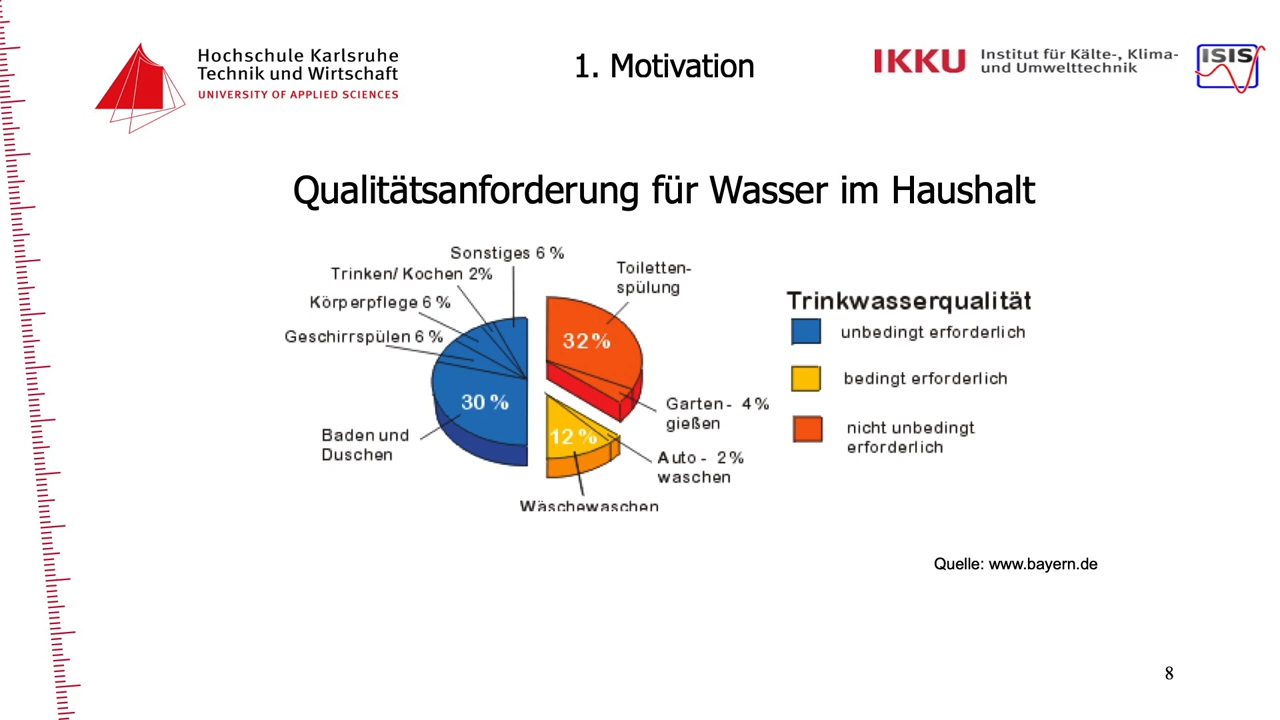 Hochschule Karlsruhe
Technik und Wirtschaft
UNIVERSITY OF APPLIED SCIENCES
1. Motivation
IKKU
Institut für Kälte-, Klima-
und Umwelttechnik
ISIS
Qualitätsanforderung für Wasser im Haushalt
Sonstiges 6 %
Trinken/ Kochen 2%
Körperpflege 6 %
Geschirrspülen 6 %
30 %
Baden und
Duschen
Toiletten-
spülung
32%
Garten - 4%
gießen
12%
Auto - 2%
waschen
Wäschewaschen
Trinkwasserqualität
unbedingt erforderlich
bedingt erforderlich
nicht unbedingt
erforderlich
Quelle: www.bayern.de
8